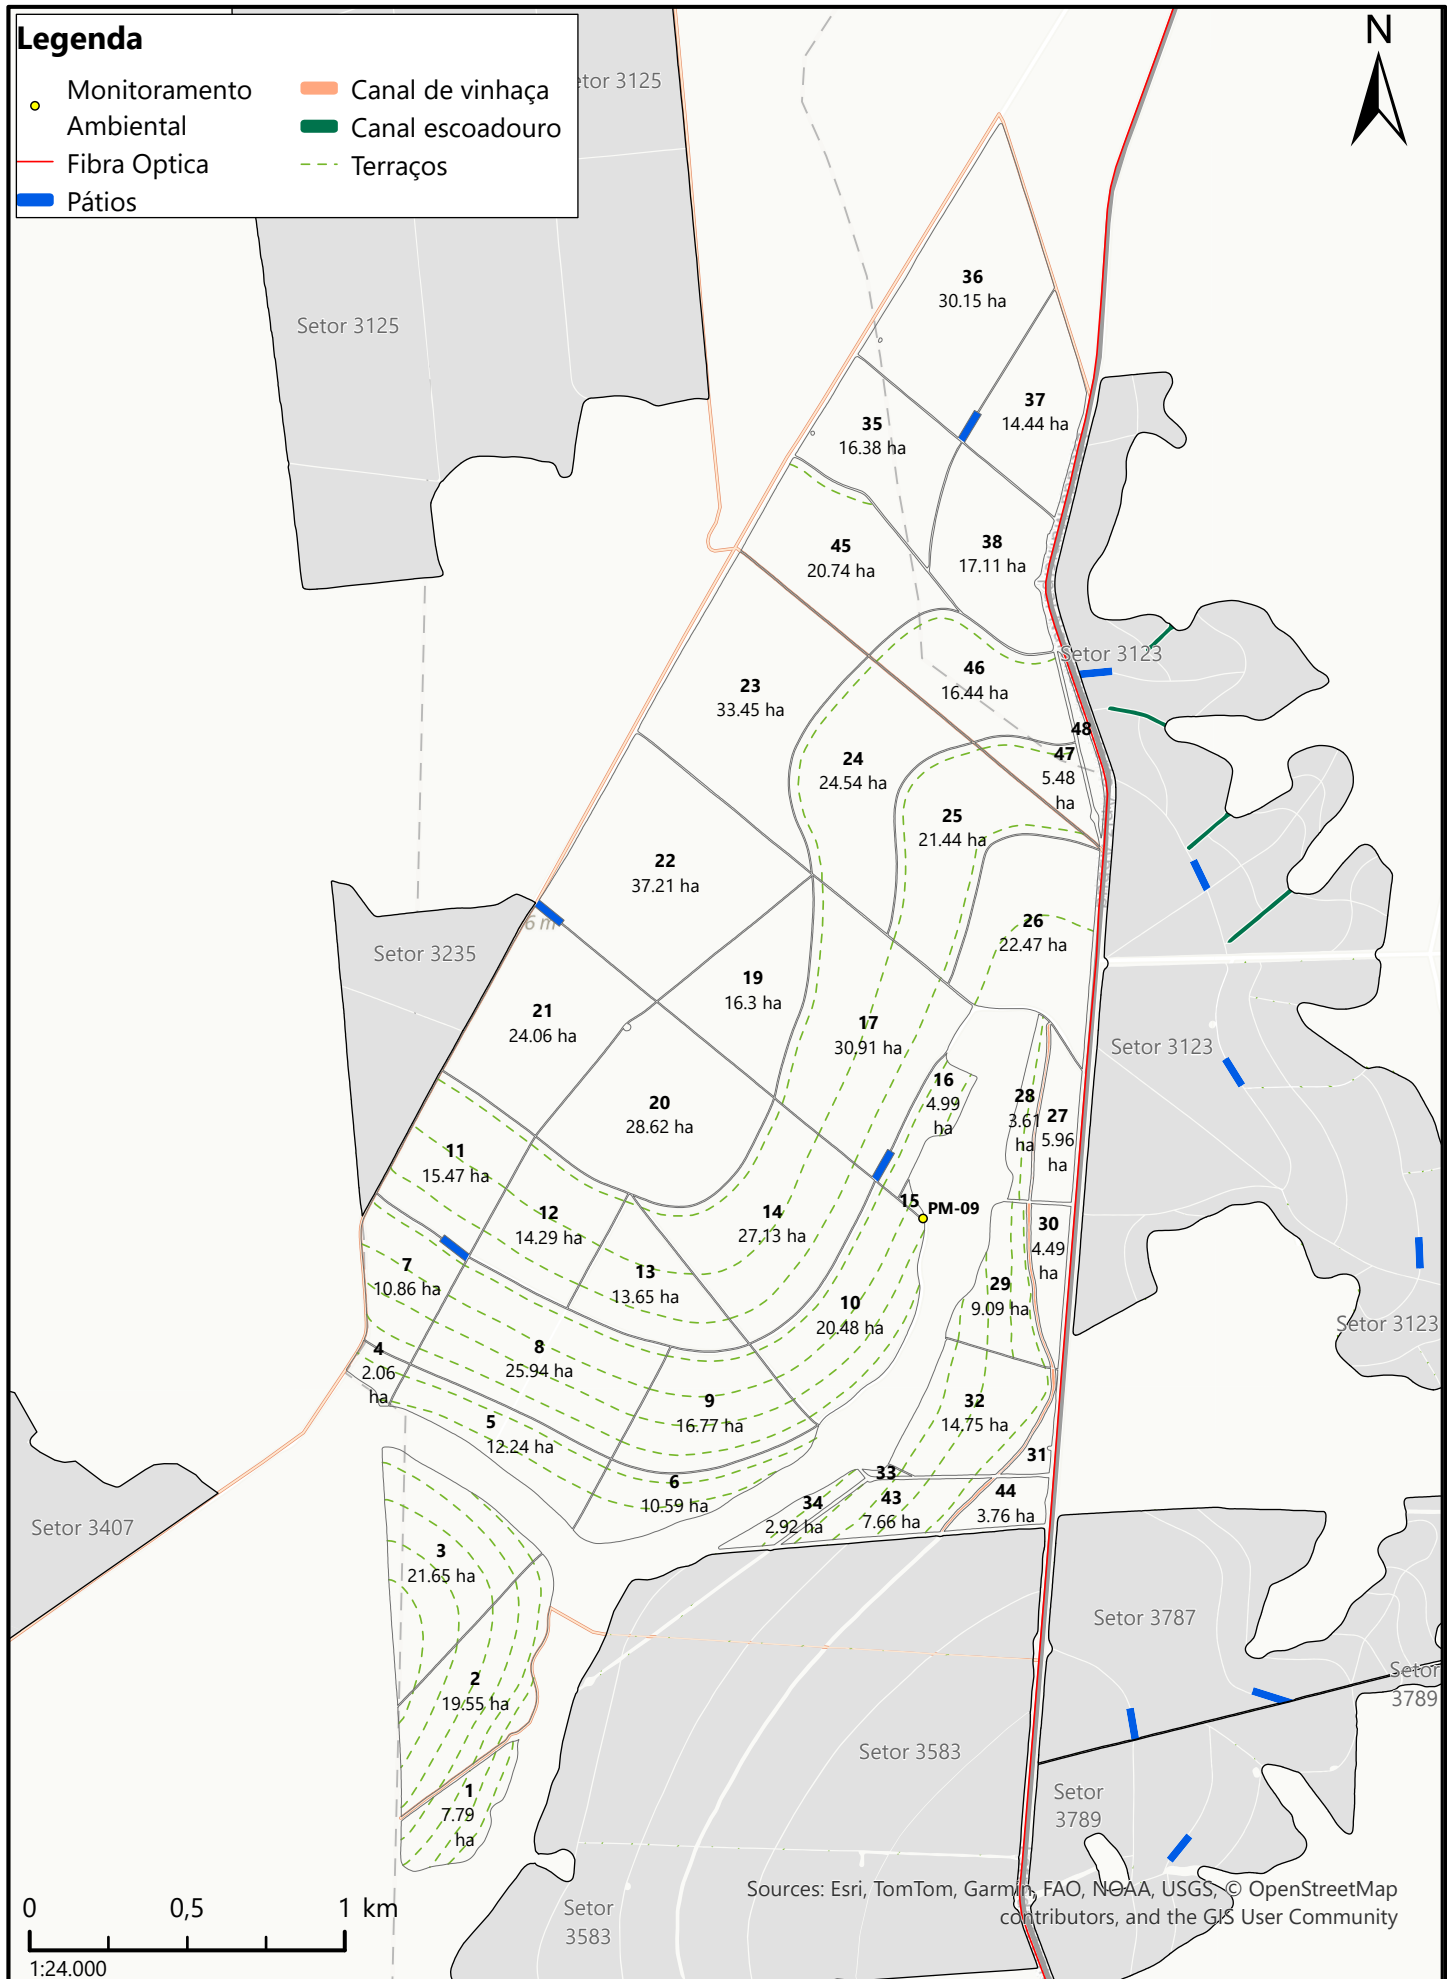 Legenda
Monitoramento
Ambiental
Fibra Optica
Pátios
Canal de vinhaça
Canal escoadouro
Terraços
N
etor 3125
Setor 3125
36
30.15 ha
37
14.44 ha
35
16.38 ha
45
20.74 ha
38
17.11 ha
Setor 3123
46
16.44 ha
23
33.45 ha
48
47
5.48
ha
24
24.54 ha
25
21.44 ha
22
37.21 ha
6 m
26
22.47 ha
Setor 3235
19
16.3 ha
21
24.06 ha
17
30.91 ha
Setor 3123
16
4.99
ha
28
3.61
ha
27
5.96
ha
20
28.62 ha
11
15.47 ha
15
PM-09
12
14.29 ha
14
27.13 ha
30
4.49
ha
7
10.86 ha
13
13.65 ha
29
9.09 ha
10
20.48 ha
Setor 3123
4
2.06
ha
8
25.94 ha
9
16.77 ha
32
14.75 ha
5
12.24 ha
31
33
6
10.59 ha
34
2.92 ha
43
7.66 ha
44
3.76 ha
Setor 3407
3
21.65 ha
Setor 3787
2
19.55 ha
Setor
3789
Setor 3583
1
7.79
ha
Setor
3789
Setor
3583
Sources: Esri, TomTom, Garmin, FAO, NOAA, USGS, © OpenStreetMap
contributors, and the GIS User Community
0 0,5 1 km
1:24.000